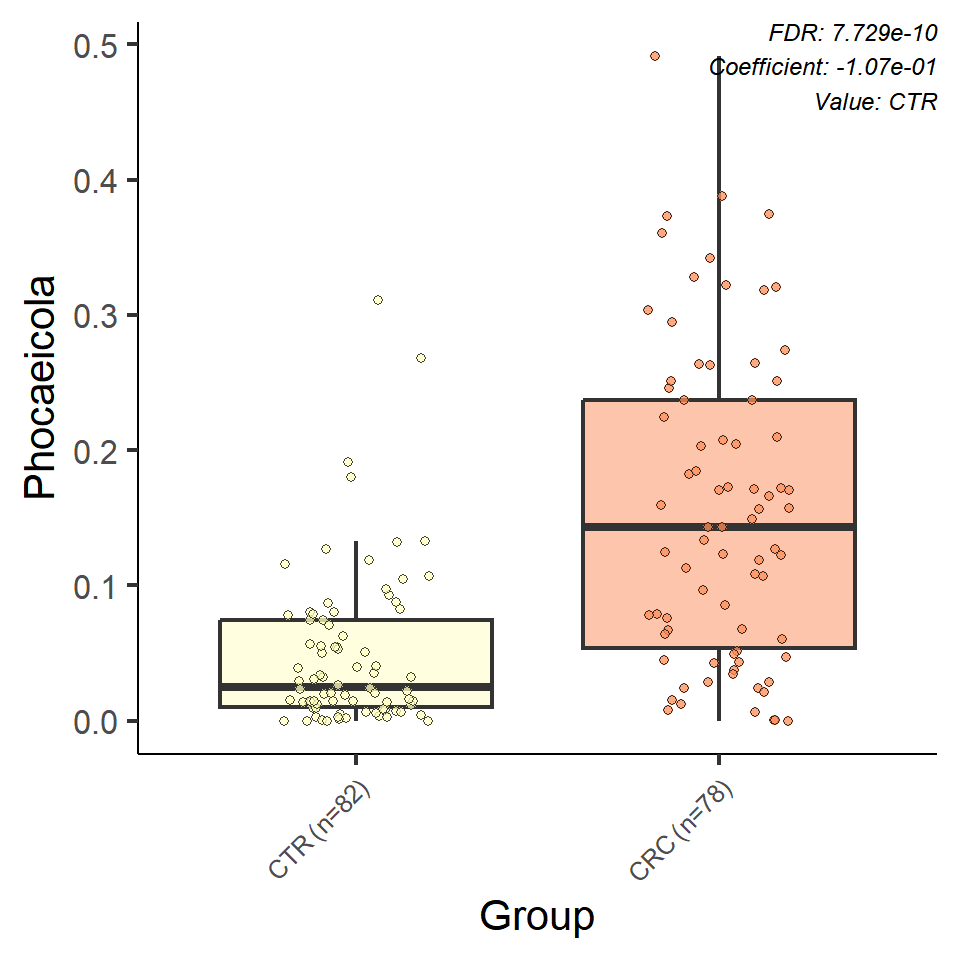 FDR: 7.729e-10
Coefficient: -1.07e-01
Value: CTR
Phocaeicola
0.5
0.4
0.3
0.2
0.1
0.0
CTR (n=82)
CRC (n=78)
Group